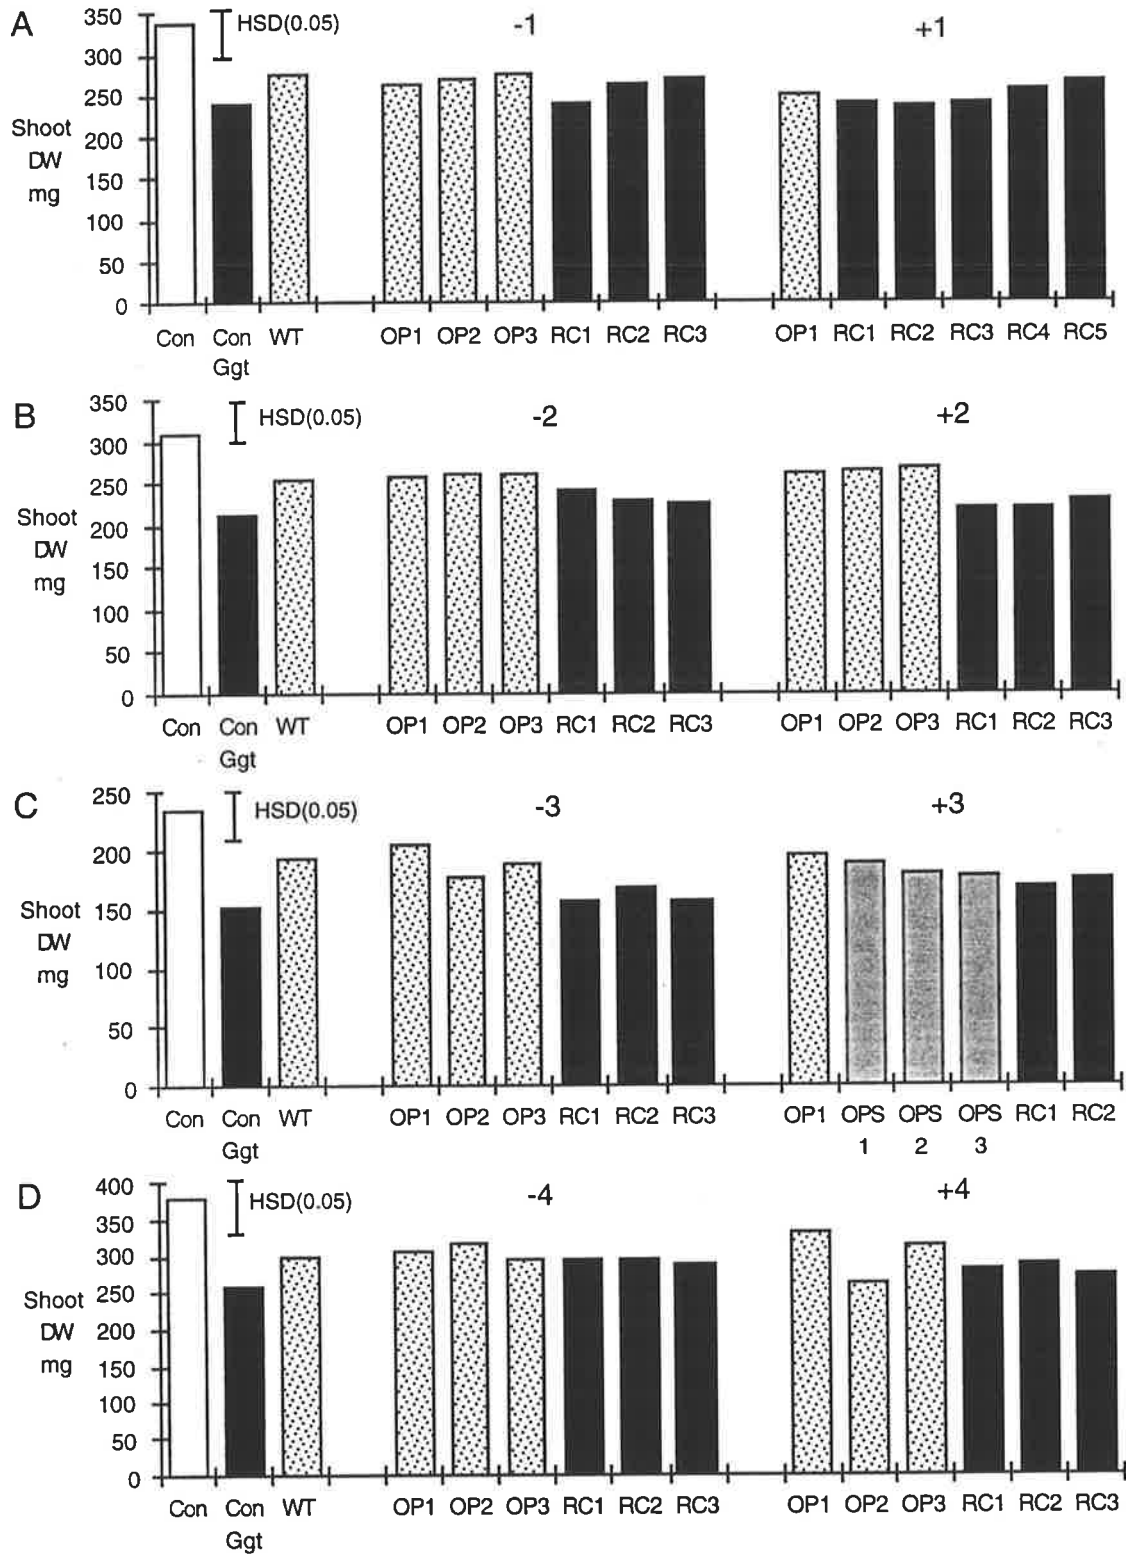 A
350
300
250
200
150
100
50
0
Shoot
DW
mg
HSD(0.05)
-1
+1
Con Con WT OP1 OP2 OP3 RC1 RC2 RC3 OP1 RC1 RC2 RC3 RC4 RC5
Ggt
B
350
300
250
200
150
100
50
0
Shoot
DW
mg
HSD(0.05)
-2
+2
Con Con WT OP1 OP2 OP3 RC1 RC2 RC3 OP1 OP2 OP3 RC1 RC2 RC3
Ggt
C
250
200
150
100
50
0
Shoot
DW
mg
HSD(0.05)
-3
+3
Con Con WT OP1 OP2 OP3 RC1 RC2 RC3 OP1 OPS OPS OPS RC1 RC2
Ggt 1 2 3
D
400
350
300
250
200
150
100
50
0
Shoot
DW
mg
HSD(0.05)
-4
+4
Con Con WT OP1 OP2 OP3 RC1 RC2 RC3 OP1 OP2 OP3 RC1 RC2 RC3
Ggt